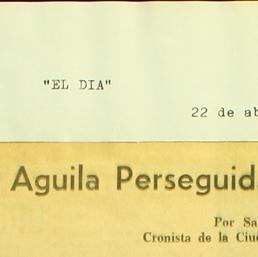 "EL DIA"
22 de ab
Aguila Perseguid
Por Sa
Cronista de la Ciu